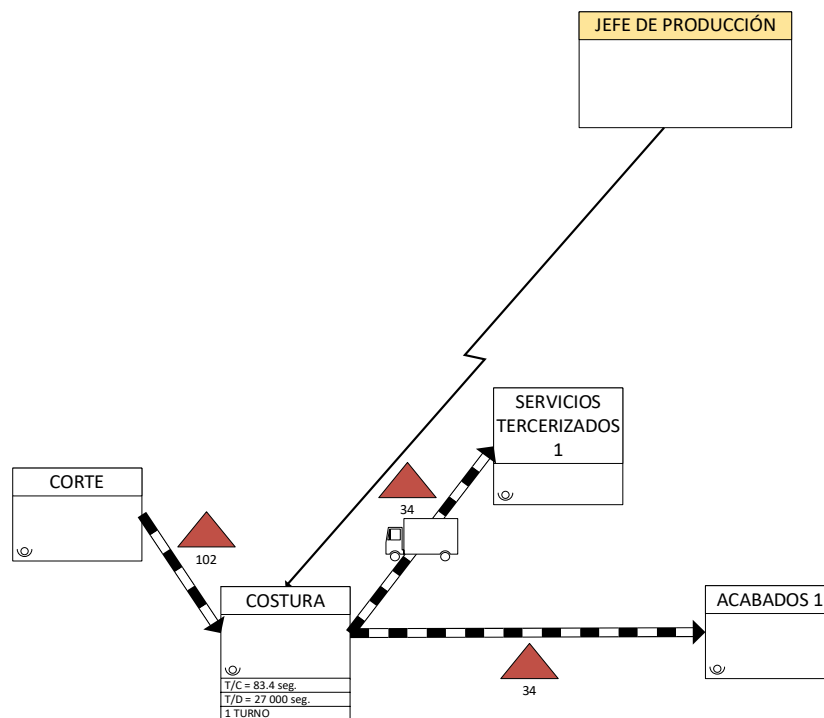 JEFE DE PRODUCCIÓN
SERVICIOS
TERCERIZADOS
1
34
CORTE
102
COSTURA
T/C = 83.4 seg.
T/D = 27 000 seg.
1 TURNO
ACABADOS 1
34